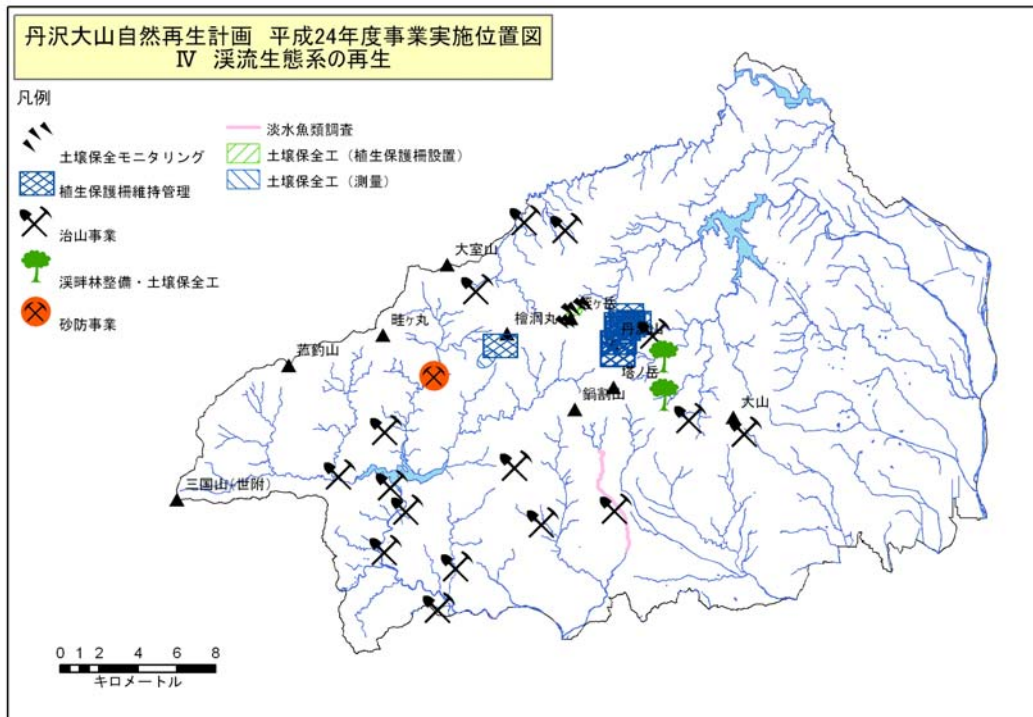 丹沢大山自然再生計画 平成24年度事業実施位置図
Ⅳ 渓流生態系の再生
凡例
土壌保全モニタリング
植生保護柵維持管理
治山事業
渓畔林整備・土壌保全工
砂防事業
淡水魚類調査
土壌保全工(植生保護柵設置)
土壌保全工(測量)
大室山
畦ヶ丸
菰釣山
檜洞丸
蛭ヶ岳
塔ノ岳
鍋割山
大山
三国山(世附)
0 1 2 4 6 8
キロメートル